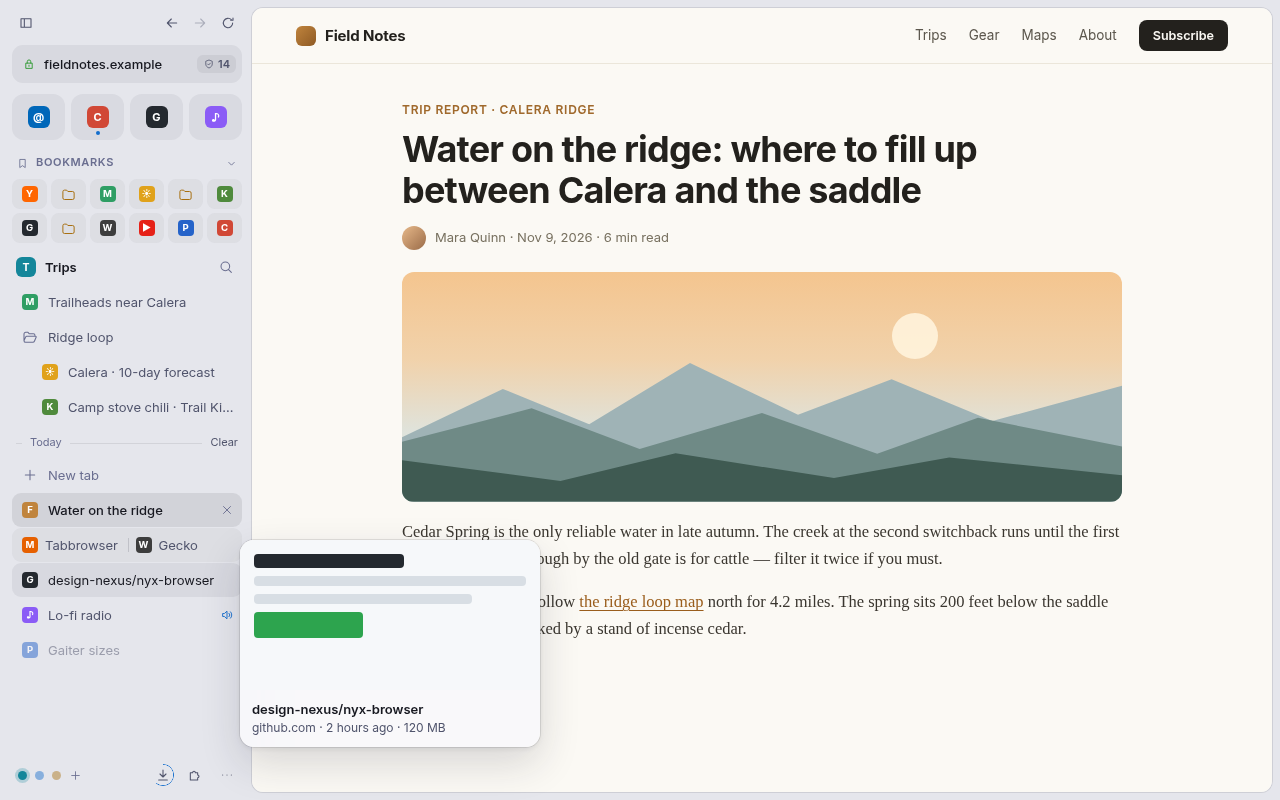 fieldnotes.example
14
@
C
G
BOOKMARKS
Y
M
K
G
W
P
C
T Trips
M Trailheads near Calera
Ridge loop
Calera · 10-day forecast
K Camp stove chili · Trail Ki...
Today
Clear
New tab
F Water on the ridge
M Tabbrowser
W Gecko
G design-nexus/nyx-browser
Lo-fi radio
P Gaiter sizes
Field Notes
Trips
Gear
Maps
About
Subscribe
TRIP REPORT · CALERA RIDGE
Water on the ridge: where to fill up
between Calera and the saddle
Mara Quinn · Nov 9, 2026 · 6 min read
Cedar Spring is the only reliable water in late autumn. The creek at the second switchback runs until the first
ough by the old gate is for cattle — filter it twice if you must.
ollow the ridge loop map north for 4.2 miles. The spring sits 200 feet below the saddle
ked by a stand of incense cedar.
design-nexus/nyx-browser
github.com · 2 hours ago · 120 MB